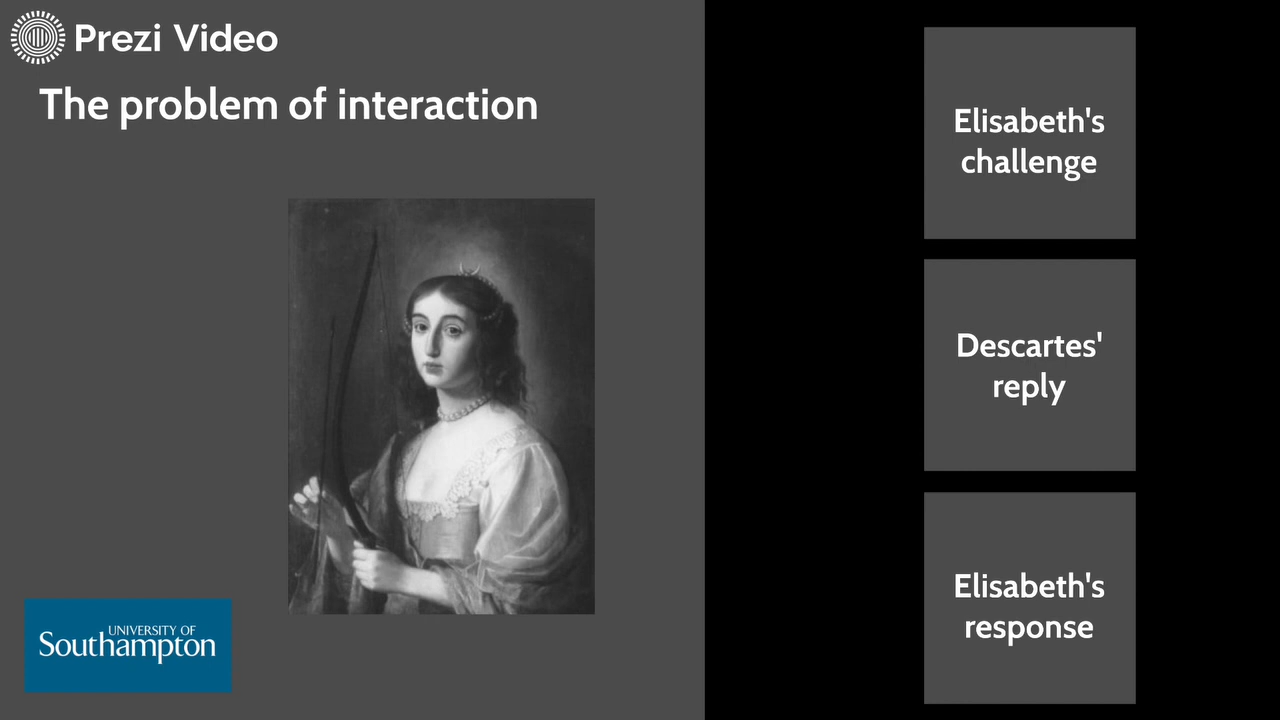 Prezi Video
The problem of interaction
UNIVERSITY OF
Southampton
Elisabeth's
challenge
Descartes'
reply
Elisabeth's
response